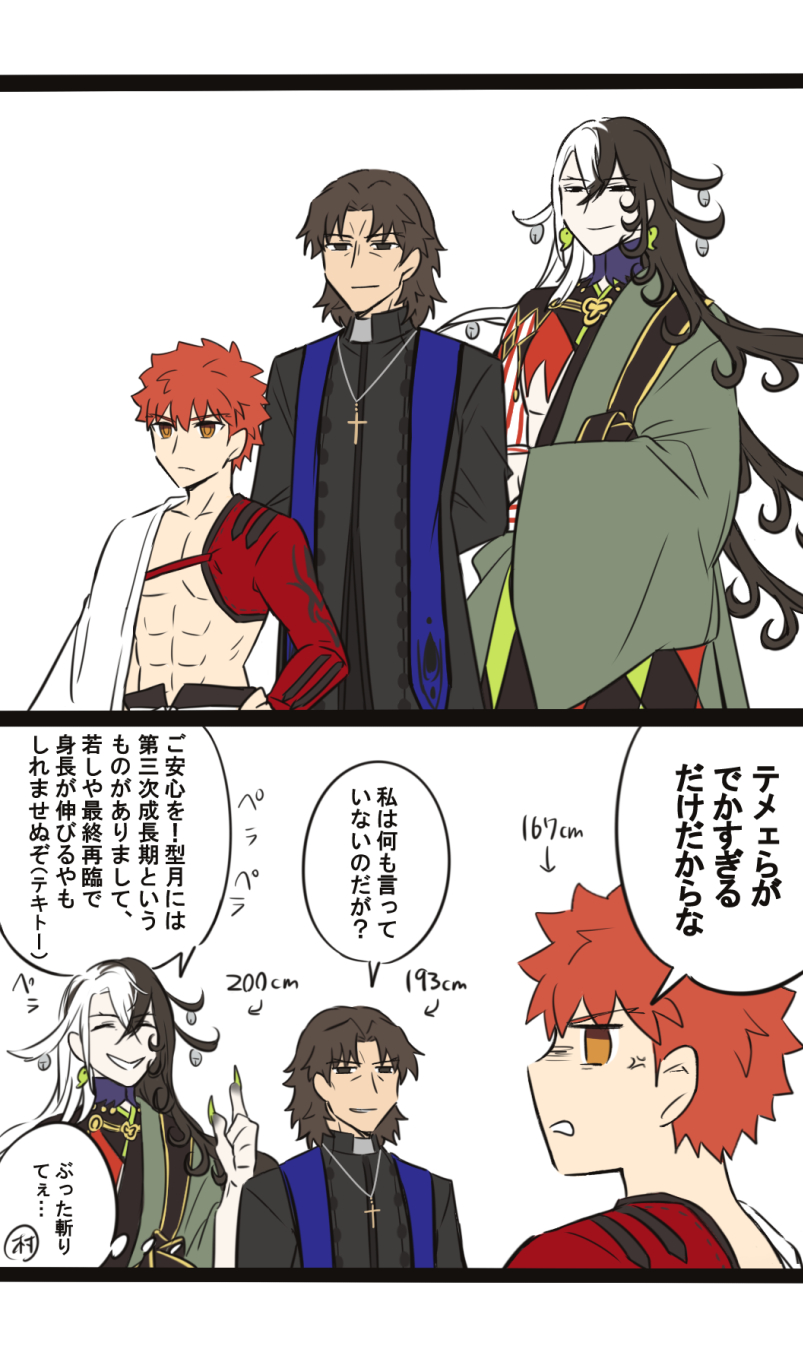 テメェらが
でかすぎる
だけだからな
167cm
私は何も言って
いないのだが？
193cm
200cm
ご安心を！型月には
第三次成長期という
ものがありまして、
若しや最終再臨で
身長が伸びるやも
しれませぬぞ（テキトー）
ペラ
ペラ
ペラ
ぶった斬り
てぇ…
村